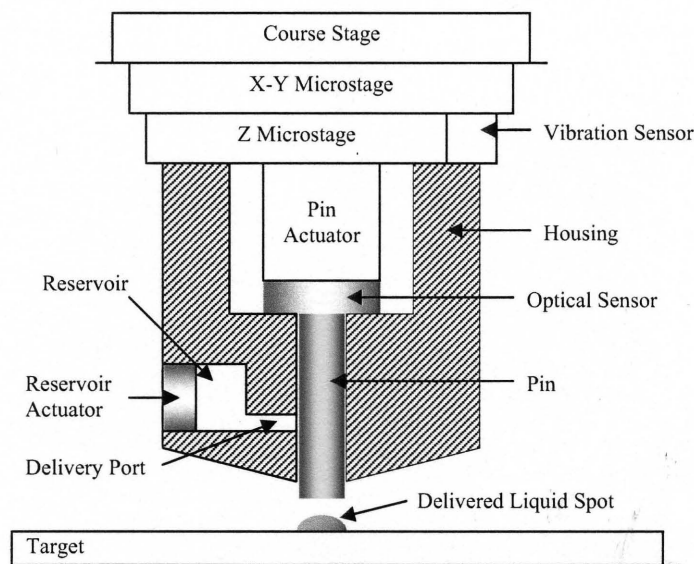 Course Stage
X-Y Microstage
Z Microstage
Vibration Sensor
Pin
Actuator
Housing
Reservoir
Optical Sensor
Reservoir
Actuator
Pin
Delivery Port
Delivered Liquid Spot
Target